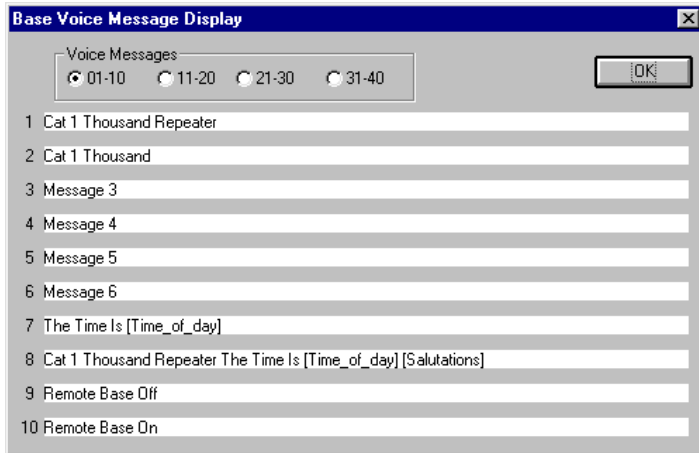 Base Voice Message Display
Voice Messages
01-10 11-20 21-30 31-40
OK
1 Cat 1 Thousand Repeater
2 Cat 1 Thousand
3 Message 3
4 Message 4
5 Message 5
6 Message 6
7 The Time Is [Time_of_day]
8 Cat 1 Thousand Repeater The Time Is [Time_of_day] [Salutations]
9 Remote Base Off
10 Remote Base On